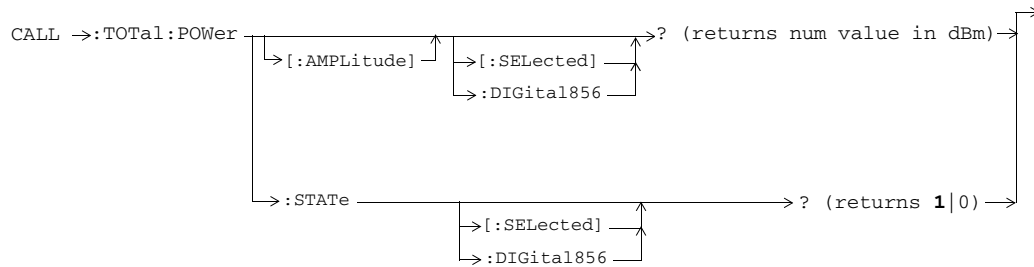 CALL :TOTal:POWer ? (returns num value in dBm)
[:AMPLitude] [:SELected]
:DIGital856
:STATe ? (returns 1|0)
[:SELected]
:DIGital856